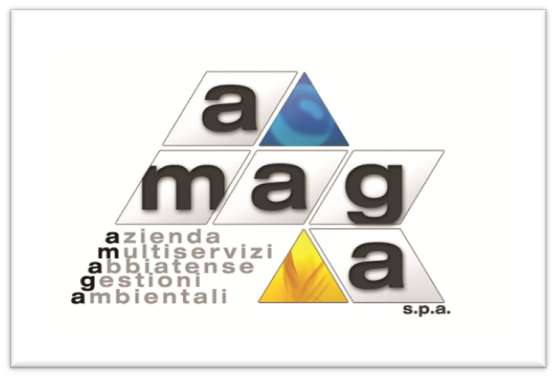 a
mag
azienda
multiservizi
abbiatense
gestioni
ambientali
a
s.p.a.